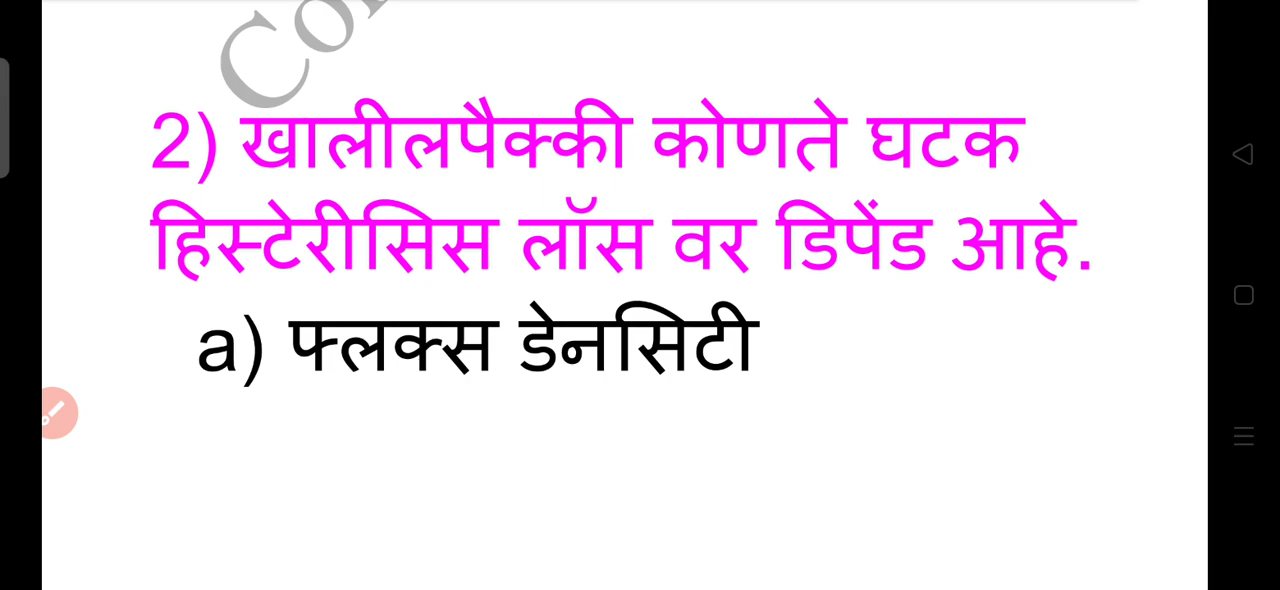 2) खालीलपैक्की कोणते घटक
हिस्टेरीसिस लॉस वर डिपेंड आहे.
a) फ्लक्स डेनसिटी